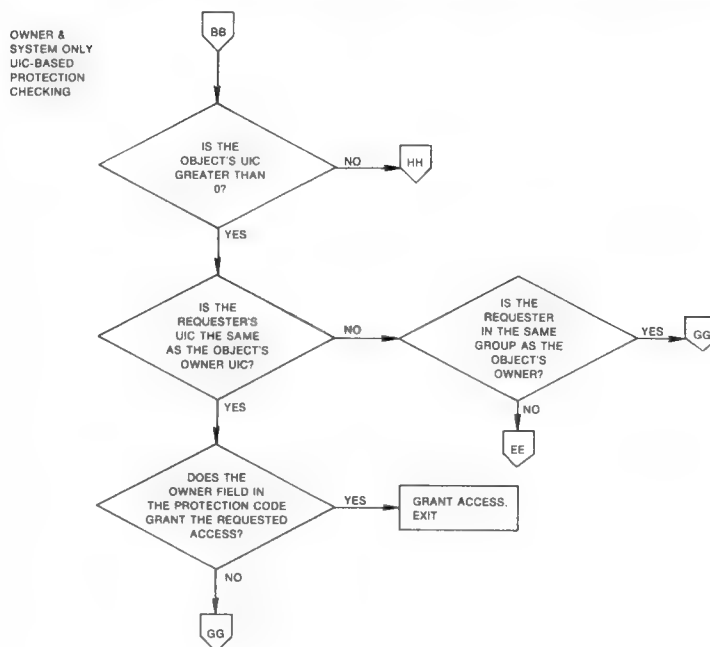 OWNER &
SYSTEM ONLY
UIC-BASED
PROTECTION
CHECKING
BB
IS THE
OBJECT'S UIC
GREATER THAN
0?
NO
HH
YES
IS THE
REQUESTER'S
UIC THE SAME
AS THE OBJECT'S
OWNER UIC?
NO
IS THE
REQUESTER
IN THE SAME
GROUP AS THE
OBJECT'S
OWNER?
YES
GG
NO
EE
YES
DOES THE
OWNER FIELD IN
THE PROTECTION CODE
GRANT THE REQUESTED
ACCESS?
YES
GRANT ACCESS.
EXIT
NO
GG